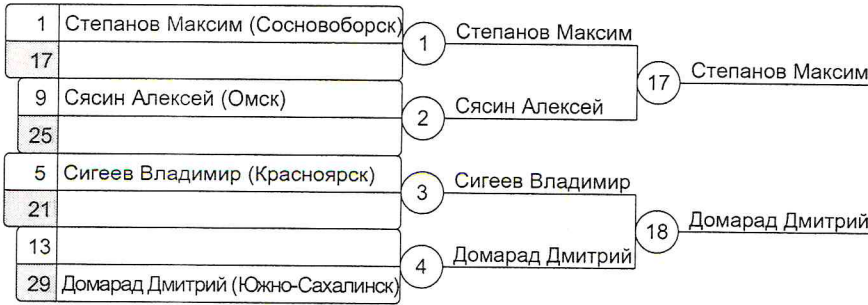 1 Степанов Максим (Сосновоборск)
17
1 Степанов Максим
9 Сясин Алексей (Омск)
25
2 Сясин Алексей
17 Степанов Максим
5 Сигеев Владимир (Красноярск)
21
3 Сигеев Владимир
13
29 Домарад Дмитрий (Южно-Сахалинск)
4 Домарад Дмитрий
18 Домарад Дмитрий